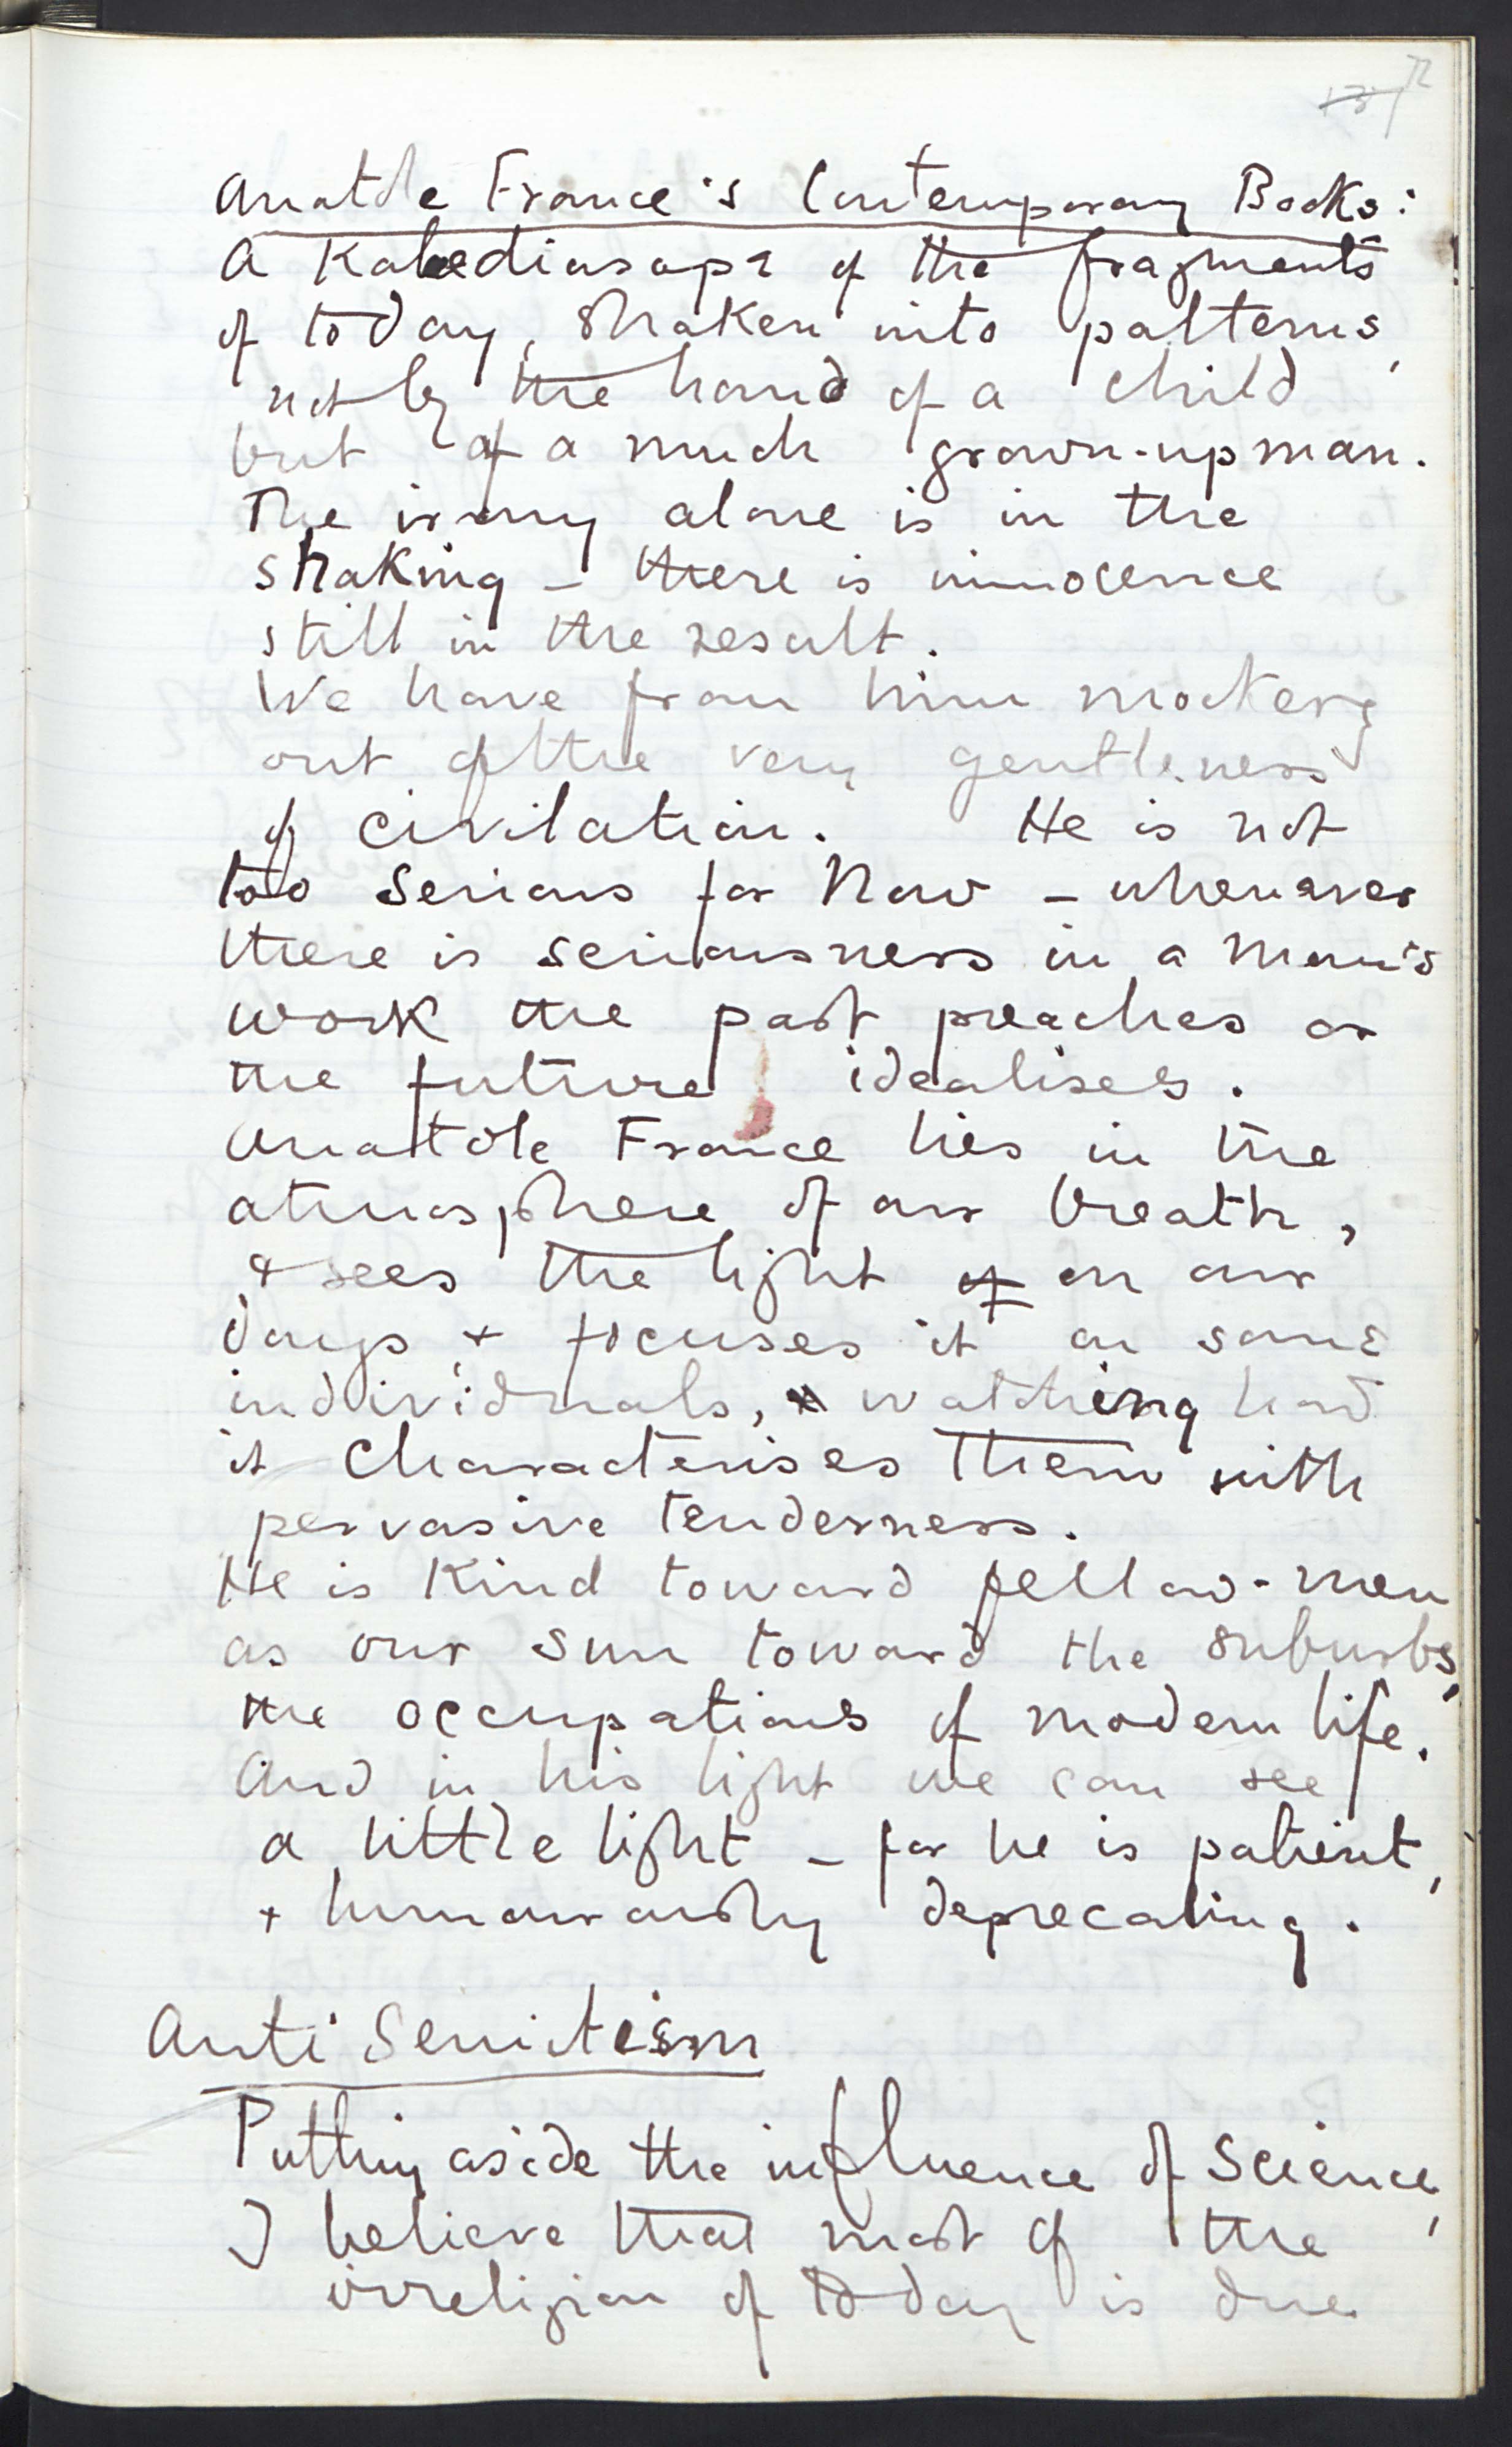 72
Anatole France's Contemporary Books:
A Kaleediasope of the fragments
of today, shaken into patterns,
not by the hand of a child
but of a much grown-up man.
The irony alone is in the
shaking – there is innocence
still in the result.
We have from him mockery
out of the very gentleness
of civilation. He is not
too serious for Now – whenever
there is seriousness in a man's
work the past preaches or
the future idealises.
Anatole France lies in the
atmosphere of our breath,
& sees the light of on our
days & focuses it on some
individuals, watching how
it characterises them with
pervasive tenderness.
He is kind toward fellow-men
as our sun toward the suburbs,
the occupations of modern life.
And in his light we can see
a little light – for he is patient,
+ humourously deprecating.
Anti Semitism
Putting aside the influence of Science,
I believe that most of the
irreligion of today is due